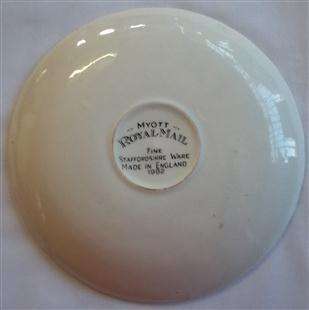 MYOTT
ROYAL MAIL
FINE
STAFFORDSHIRE WARE
MADE IN ENGLAND
1982